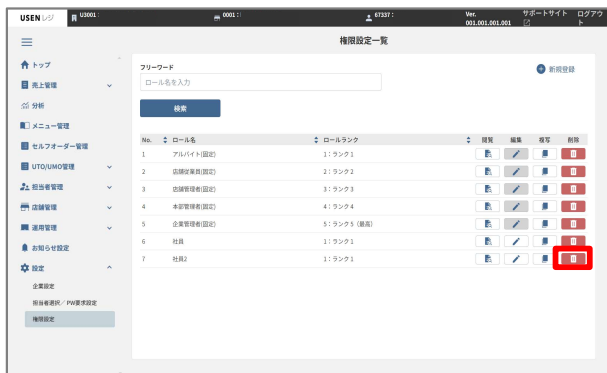 USEN レジ U3001 : 0001 : 67337 : Ver. 001.001.001.001 サポートサイト ログアウト
権限設定一覧
トップ
売上管理
分析
メニュー管理
セルフオーダー管理
UTO/UMO管理
担当者管理
店舗管理
運用管理
お知らせ設定
設定
企業設定
担当者選択／PW要求設定
権限設定
フリーワード
新規登録
ロール名を入力
検索
No. ロール名 ロールランク 閲覧 編集 複写 削除
1 アルバイト(固定) 1：ランク1
2 店舗従業員(固定) 2：ランク2
3 店舗管理者(固定) 3：ランク3
4 本部管理者(固定) 4：ランク4
5 企業管理者(固定) 5：ランク5（最高）
6 社員 1：ランク1
7 社員2 1：ランク1